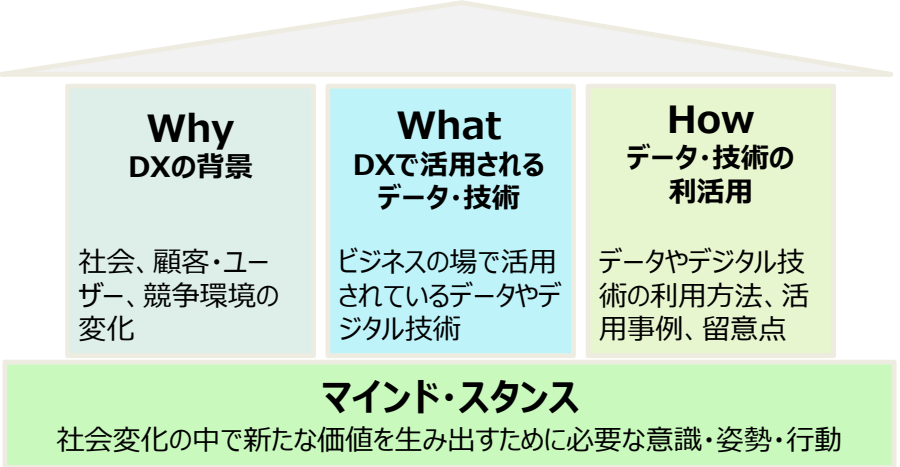 Why
DXの背景
社会、顧客・ユー
ザー、競争環境の
変化
What
DXで活用される
データ・技術
ビジネスの場で活用
されているデータやデ
ジタル技術
How
データ・技術の
利活用
データやデジタル技
術の利用方法、活
用事例、留意点
マインド・スタンス
社会変化の中で新たな価値を生み出すために必要な意識・姿勢・行動